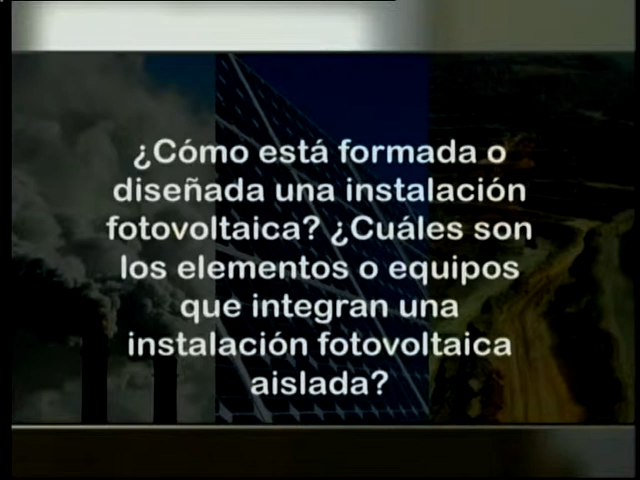 ¿Cómo está formada o
diseñada una instalación
fotovoltaica? ¿Cuáles son
los elementos o equipos
que integran una
instalación fotovoltaica
aislada?